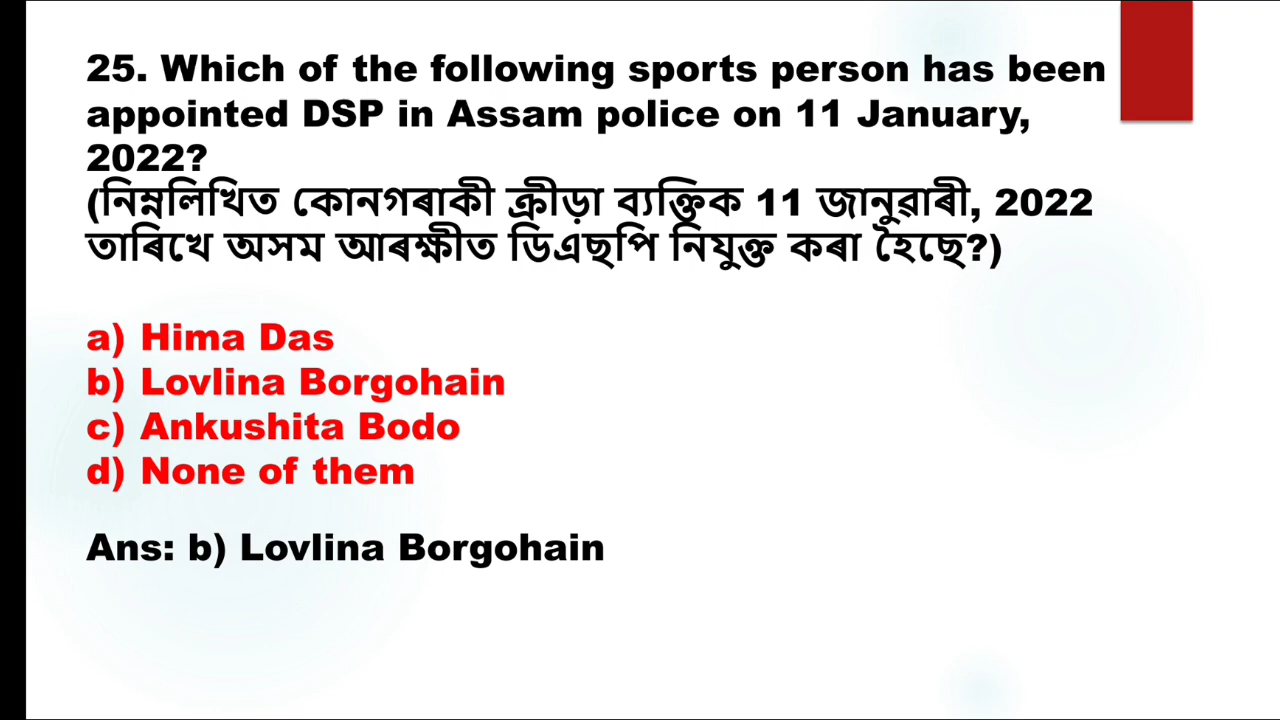 25. Which of the following sports person has been
appointed DSP in Assam police on 11 January,
2022?
(নিম্নলিখিত কোনগৰাকী ক্ৰীড়া ব্যক্তিক 11 জানুৱাৰী, 2022
তাৰিখে অসম আৰক্ষীত ডিএছপি নিযুক্ত কৰা হৈছে?)
a) Hima Das
b) Lovlina Borgohain
c) Ankushita Bodo
d) None of them
Ans: b) Lovlina Borgohain